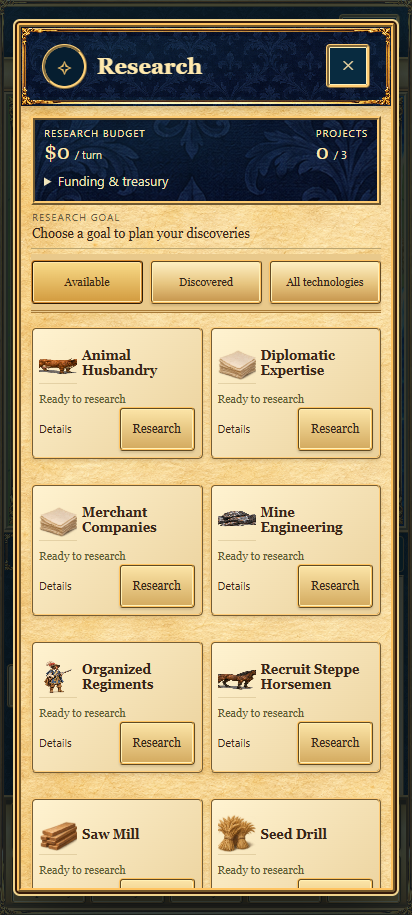 Research
RESEARCH BUDGET
PROJECTS
$0 / turn
0 / 3
Funding & treasury
RESEARCH GOAL
Choose a goal to plan your discoveries
Available
Discovered
All technologies
Animal
Husbandry
Ready to research
Details
Research
Diplomatic
Expertise
Ready to research
Details
Research
Merchant
Companies
Ready to research
Details
Research
Mine
Engineering
Ready to research
Details
Research
Organized
Regiments
Ready to research
Details
Research
Recruit Steppe
Horsemen
Ready to research
Details
Research
Saw Mill
Ready to research
Seed Drill
Ready to research